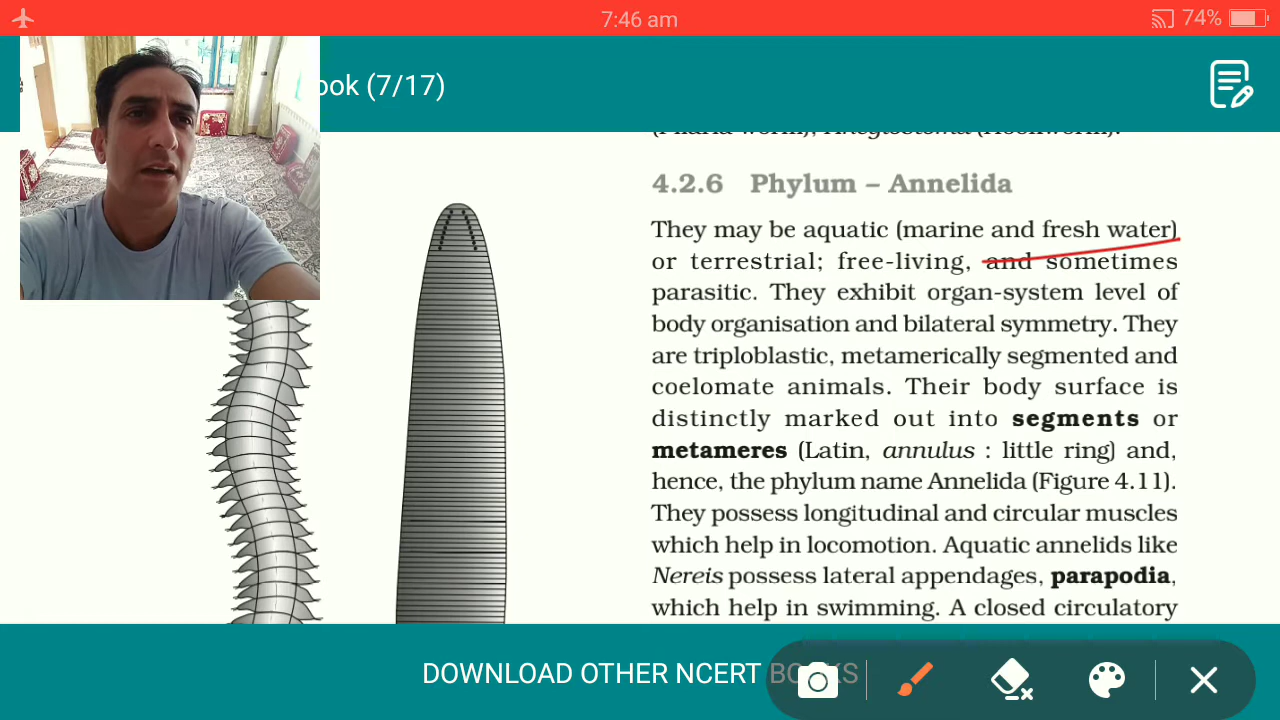 7:46 am
74%
ook (7/17)
4.2.6 Phylum – Annelida
They may be aquatic (marine and fresh water)
or terrestrial; free-living, and sometimes
parasitic. They exhibit organ-system level of
body organisation and bilateral symmetry. They
are triploblastic, metamerically segmented and
coelomate animals. Their body surface is
distinctly marked out into segments or
metameres (Latin, annulus : little ring) and,
hence, the phylum name Annelida (Figure 4.11).
They possess longitudinal and circular muscles
which help in locomotion. Aquatic annelids like
Nereis possess lateral appendages, parapodia,
which help in swimming. A closed circulatory
DOWNLOAD OTHER NCERT BOOKS